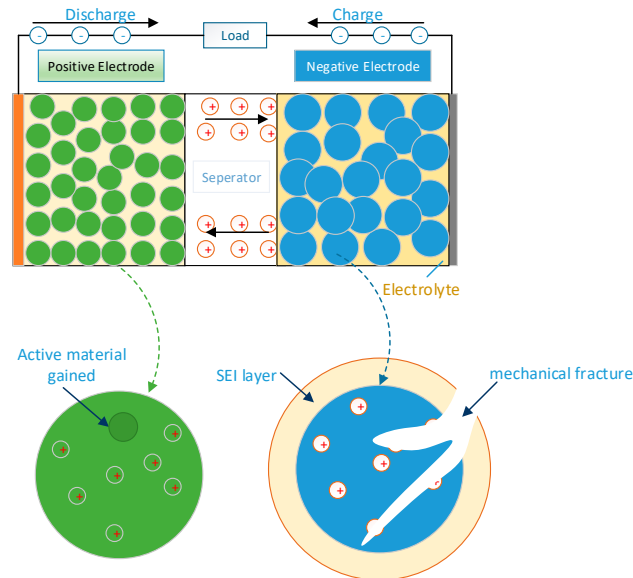 Discharge
Charge
Load
Positive Electrode
Negative Electrode
Seperator
Electrolyte
Active material
gained
SEI layer
mechanical fracture